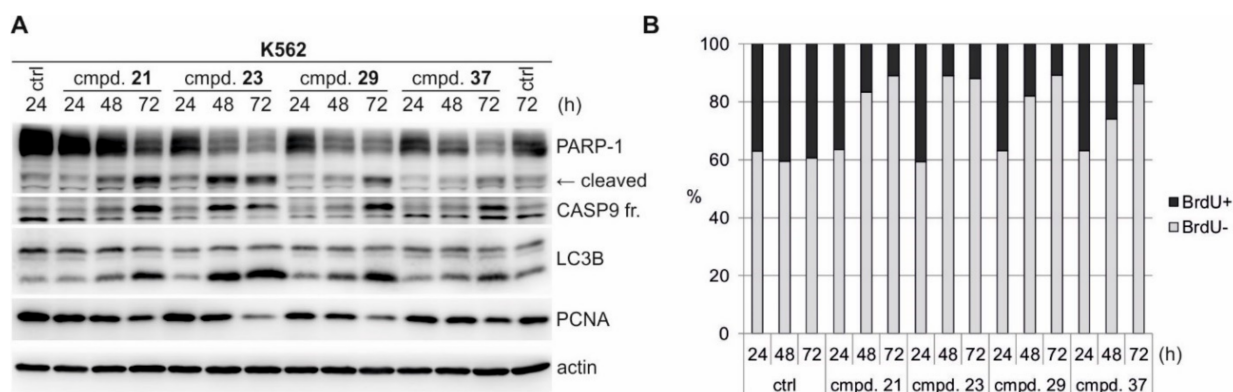 A
K562
ctrl cmpd. 21 cmpd. 23 cmpd. 29 cmpd. 37 ctrl
24 24 48 72 24 48 72 24 48 72 24 48 72 72 (h)
PARP-1
← cleaved
CASP9 fr.
LC3B
PCNA
actin
B
100
80
60
%
40
20
0
BrdU+
BrdU-
24 48 72 24 48 72 24 48 72 24 48 72 24 48 72 (h)
ctrl cmpd. 21 cmpd. 23 cmpd. 29 cmpd. 37